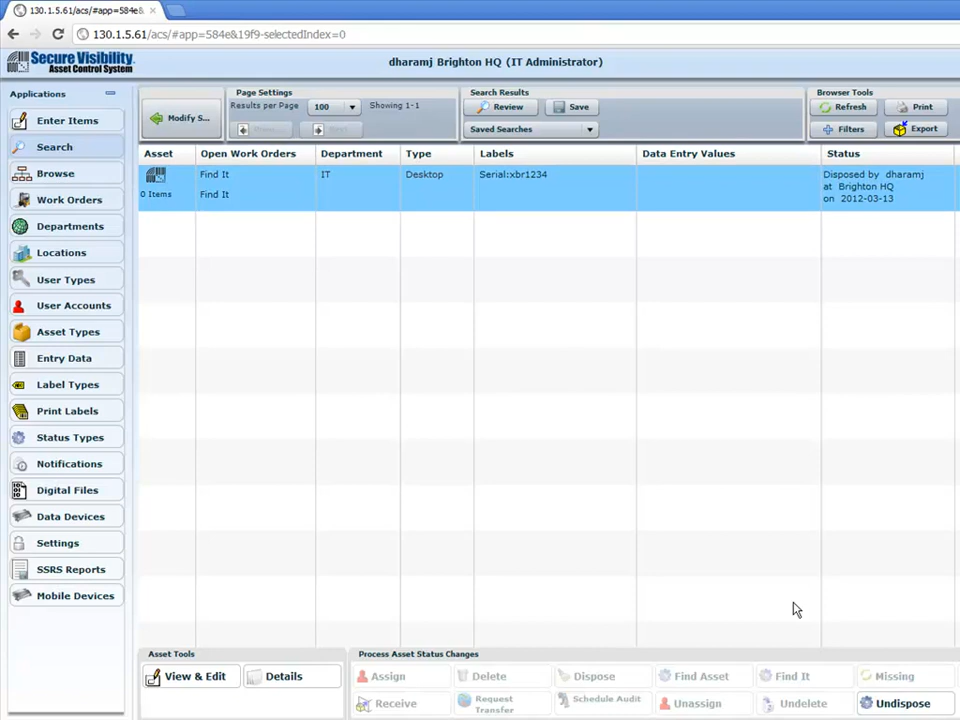 130.1.5.61/acs/#app=584e&
130.1.5.61/acs/#app=584e&19f9-selectedIndex=0
Secure Visibility
Asset Control System
dharamj Brighton HQ (IT Administrator)
Applications
Enter Items
Search
Browse
Work Orders
Departments
Locations
User Types
User Accounts
Asset Types
Entry Data
Label Types
Print Labels
Status Types
Notifications
Digital Files
Data Devices
Settings
SSRS Reports
Mobile Devices
Modify S...
Page Settings
Results per Page 100 Showing 1-1
Next
Search Results
Review Save
Saved Searches
Browser Tools
Refresh Print
Filters Export
Asset Open Work Orders Department Type Labels Data Entry Values Status
0 Items
Find It
Find It
IT
Desktop
Serial:xbr1234
Disposed by dharamj
at Brighton HQ
on 2012-03-13
Asset Tools
View & Edit Details
Process Asset Status Changes
Assign Delete Dispose Find Asset Find It Missing
Receive Request Transfer Schedule Audit Unassign Undelete Undispose